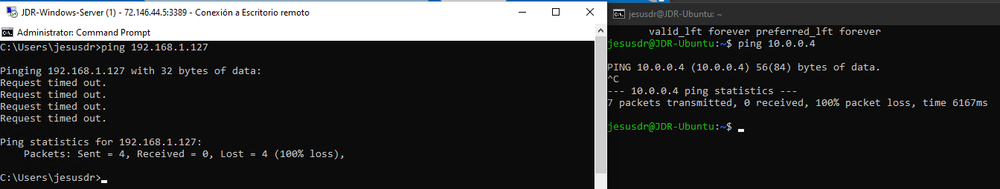 JDR-Windows-Server (1) - 72.146.44.5:3389 - Conexión a Escritorio remoto
Administrator: Command Prompt
C:\Users\jesusdr>ping 192.168.1.127
Pinging 192.168.1.127 with 32 bytes of data:
Request timed out.
Request timed out.
Request timed out.
Request timed out.
Ping statistics for 192.168.1.127:
    Packets: Sent = 4, Received = 0, Lost = 4 (100% loss),
C:\Users\jesusdr>
jesusdr@JDR-Ubuntu: ~
valid_lft forever preferred_lft forever
jesusdr@JDR-Ubuntu:~$ ping 10.0.0.4
PING 10.0.0.4 (10.0.0.4) 56(84) bytes of data.
^C
--- 10.0.0.4 ping statistics ---
7 packets transmitted, 0 received, 100% packet loss, time 6167ms
jesusdr@JDR-Ubuntu:~$